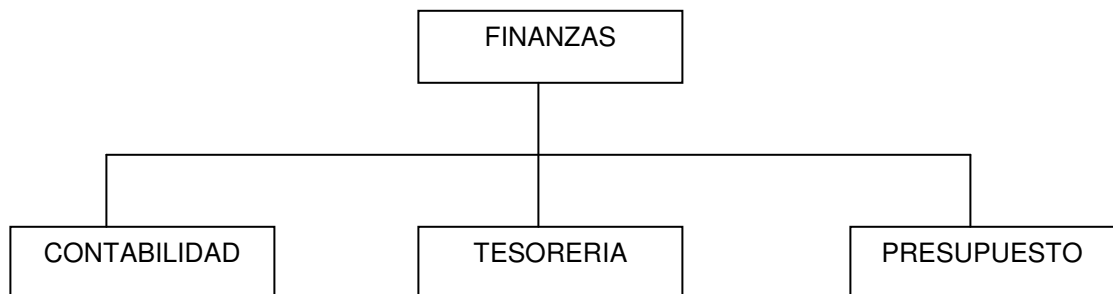 FINANZAS
CONTABILIDAD
TESORERIA
PRESUPUESTO